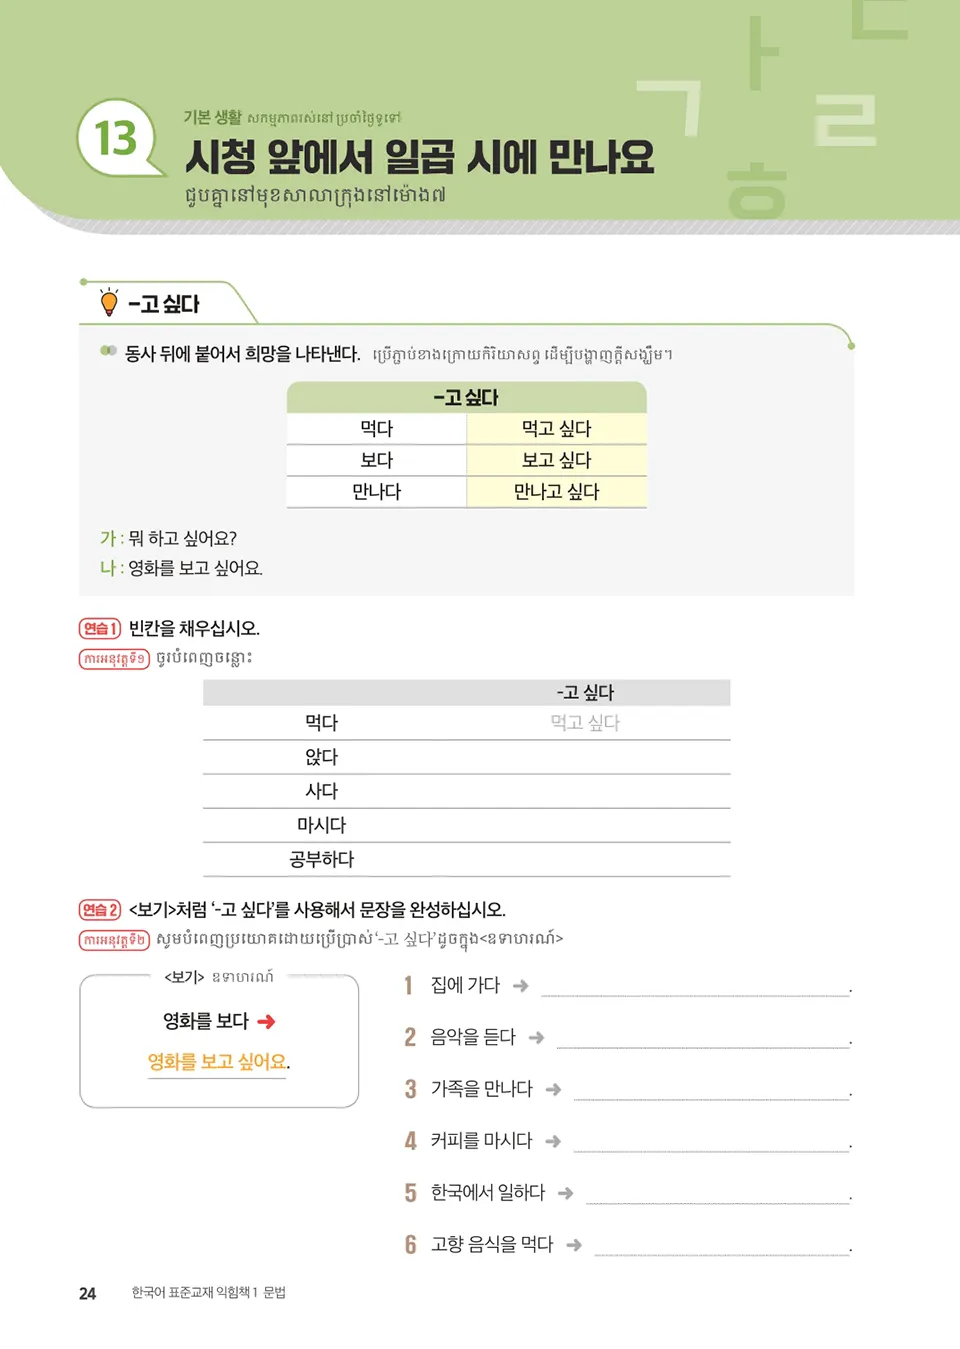 13
기본 생활 សកម្មភាពរស់នៅប្រចាំថ្ងៃទូទៅ
시청 앞에서 일곱 시에 만나요
ជួបគ្នានៅមុខសាលាក្រុងនៅម៉ោង៧
ㄱ ㅏ ㄷ ㄹ ㅎ
-고 싶다
동사 뒤에 붙어서 희망을 나타낸다. ប្រើភ្ជាប់ខាងក្រោយកិរិយាសព្ទ ដើម្បីបង្ហាញក្ដីសង្ឃឹម។
-고 싶다
먹다 먹고 싶다
보다 보고 싶다
만나다 만나고 싶다
가 : 뭐 하고 싶어요?
나 : 영화를 보고 싶어요.
연습 1 빈칸을 채우십시오.
ការអនុវត្តទី១ ចូរបំពេញចន្លោះ
-고 싶다
먹다 먹고 싶다
앉다
사다
마시다
공부하다
연습 2 <보기>처럼 ‘-고 싶다’를 사용해서 문장을 완성하십시오.
ការអនុវត្តទី២ សូមបំពេញប្រយោគដោយប្រើប្រាស់ ‘-고 싶다’ ដូចក្នុង<ឧទាហរណ៍>
<보기> ឧទាហរណ៍
영화를 보다 ➜
영화를 보고 싶어요.
1 집에 가다 ➜ .
2 음악을 듣다 ➜ .
3 가족을 만나다 ➜ .
4 커피를 마시다 ➜ .
5 한국에서 일하다 ➜ .
6 고향 음식을 먹다 ➜ .
24 한국어 표준교재 익힘책 1 문법